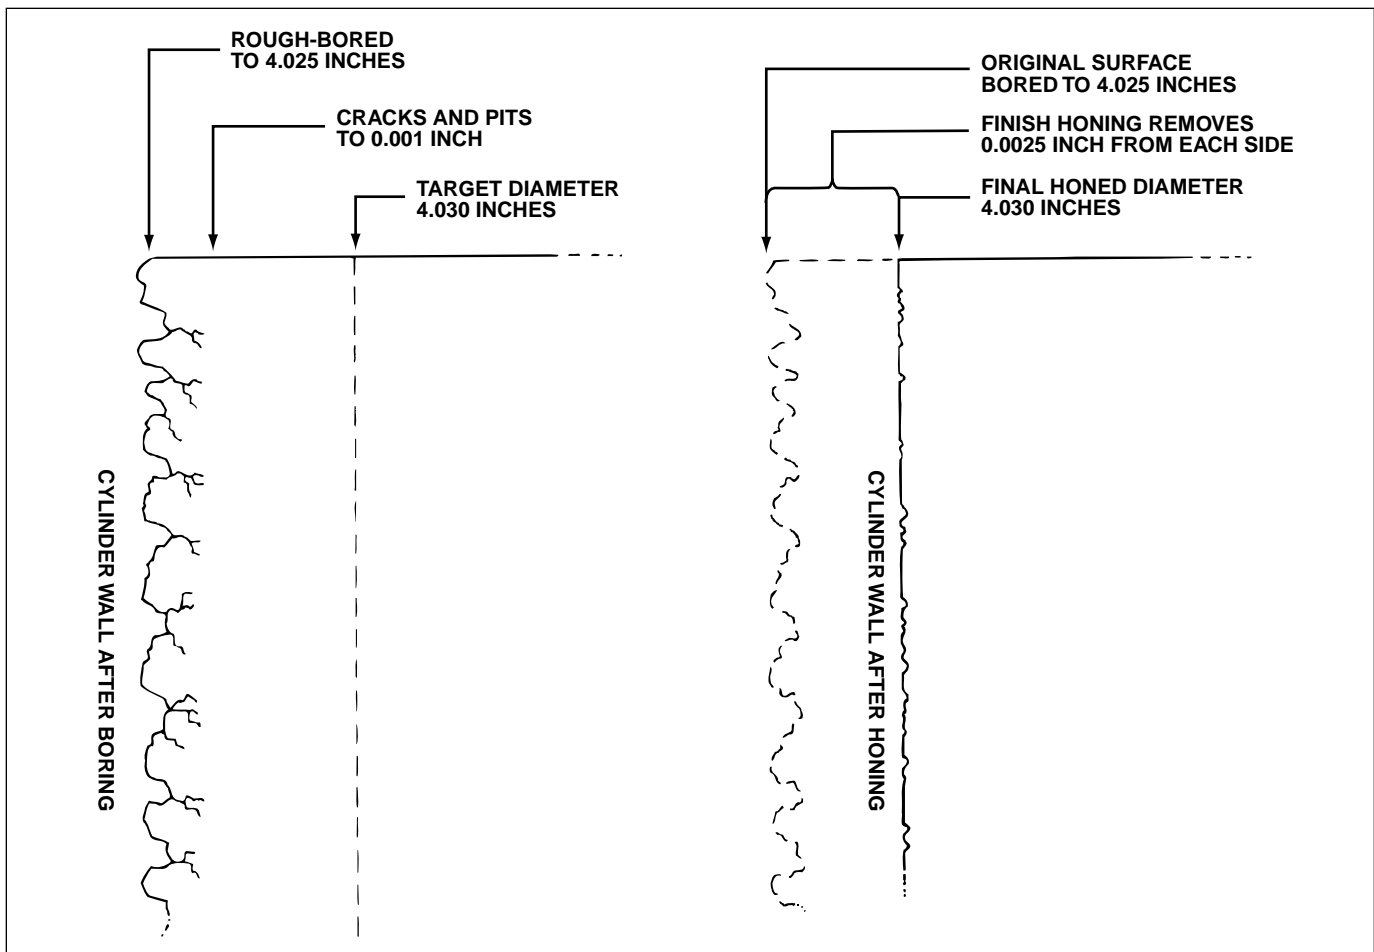 ROUGH-BORED
TO 4.025 INCHES
CRACKS AND PITS
TO 0.001 INCH
TARGET DIAMETER
4.030 INCHES
CYLINDER WALL AFTER BORING
ORIGINAL SURFACE
BORED TO 4.025 INCHES
FINISH HONING REMOVES
0.0025 INCH FROM EACH SIDE
FINAL HONED DIAMETER
4.030 INCHES
CYLINDER WALL AFTER HONING